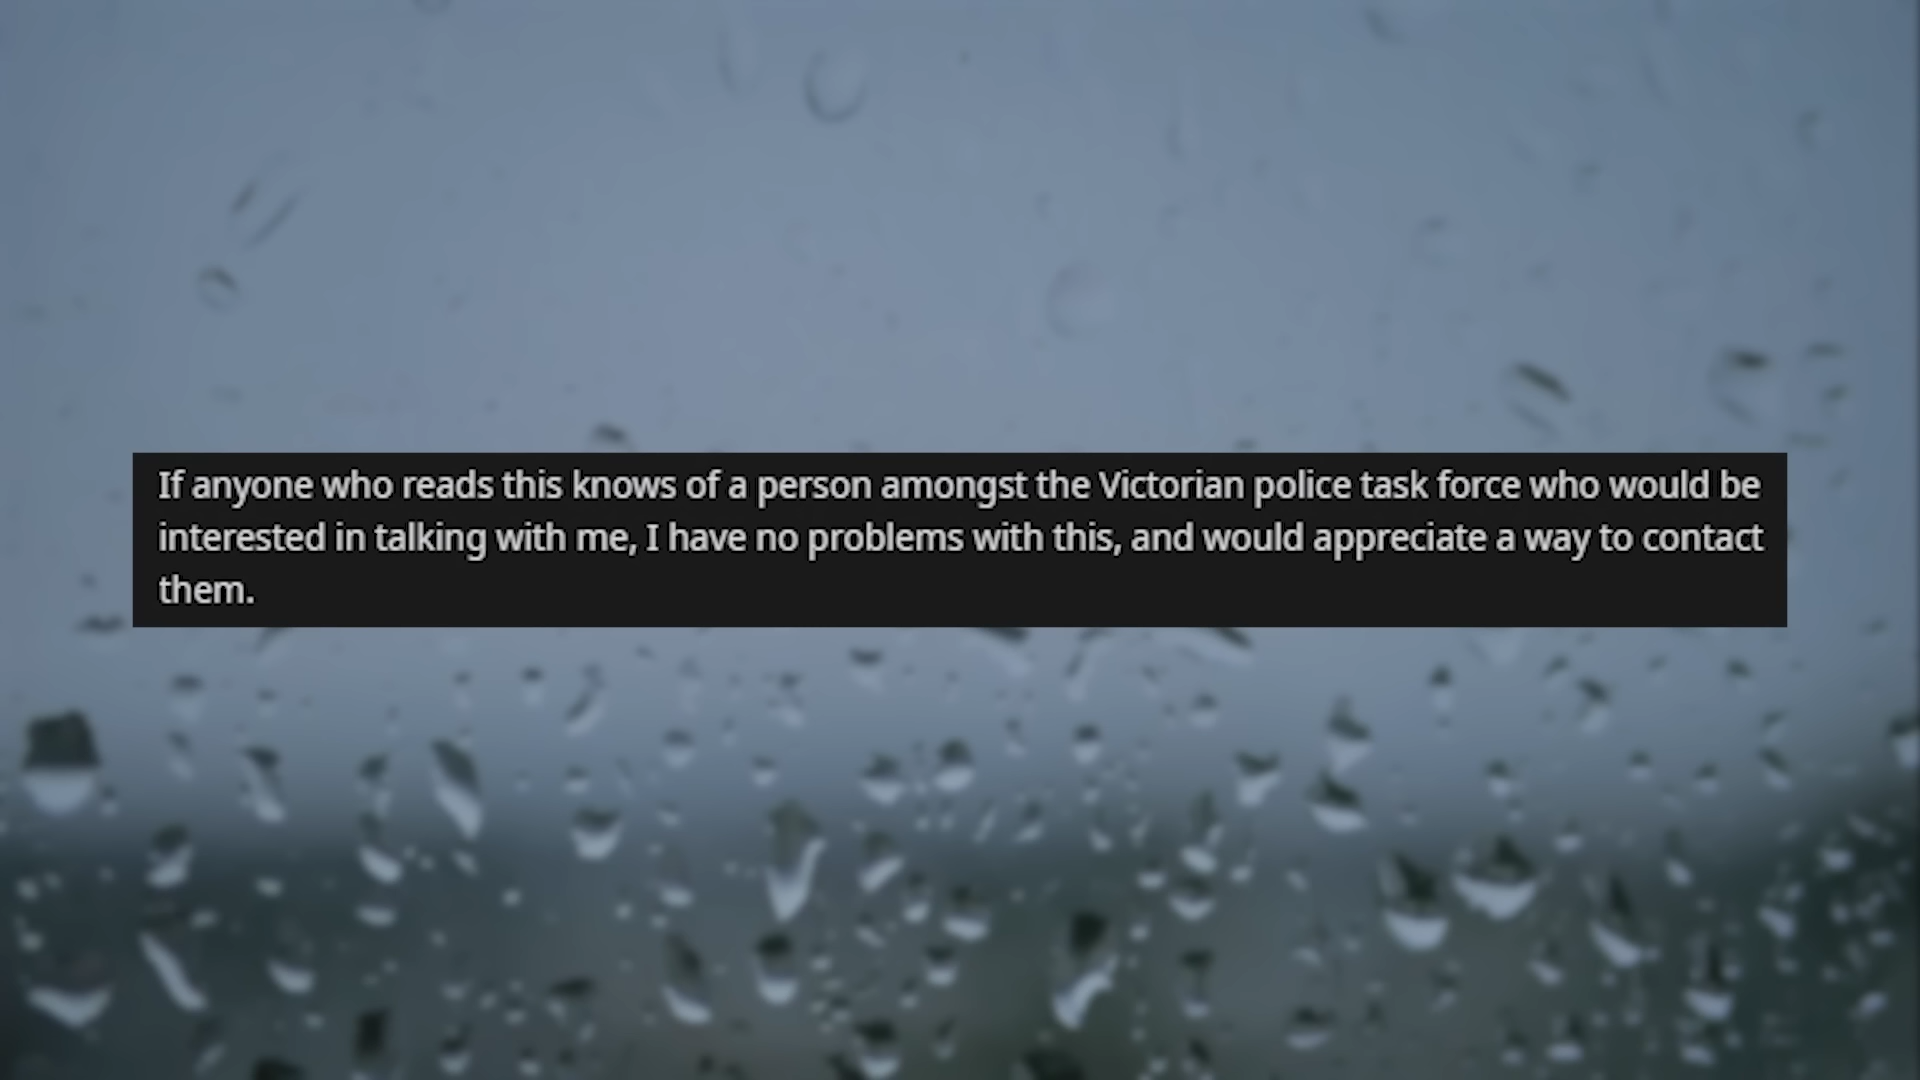 If anyone who reads this knows of a person amongst the Victorian police task force who would be
interested in talking with me, I have no problems with this, and would appreciate a way to contact
them.